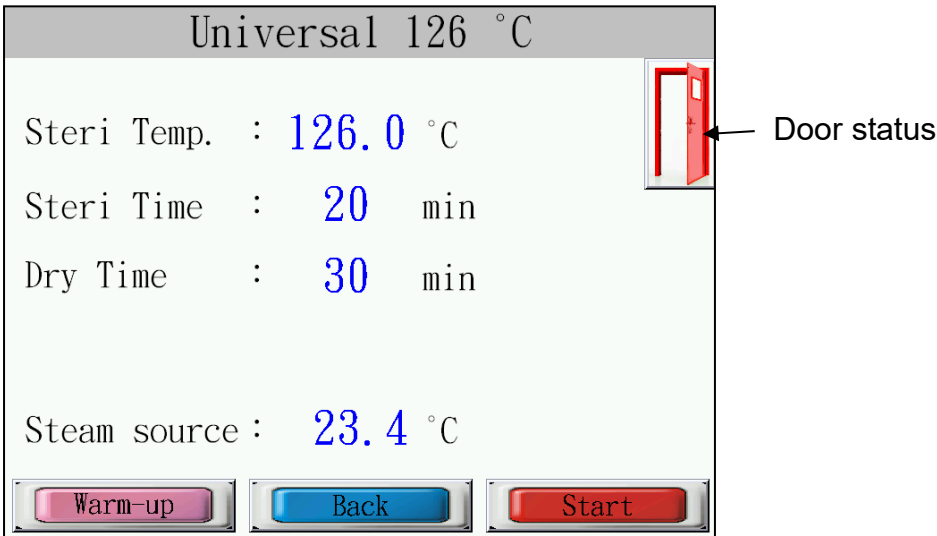 Universal 126 °C
Door status
Steri Temp. : 126.0 °C
Steri Time : 20 min
Dry Time : 30 min
Steam source : 23.4 °C
Warm-up Back Start